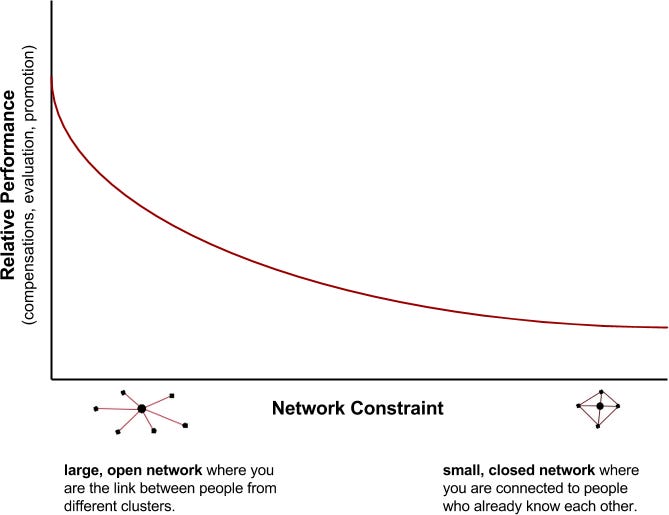 Relative Performance
(compensations, evaluation, promotion)
Network Constraint
large, open network where you
are the link between people from
different clusters.
small, closed network where
you are connected to people
who already know each other.